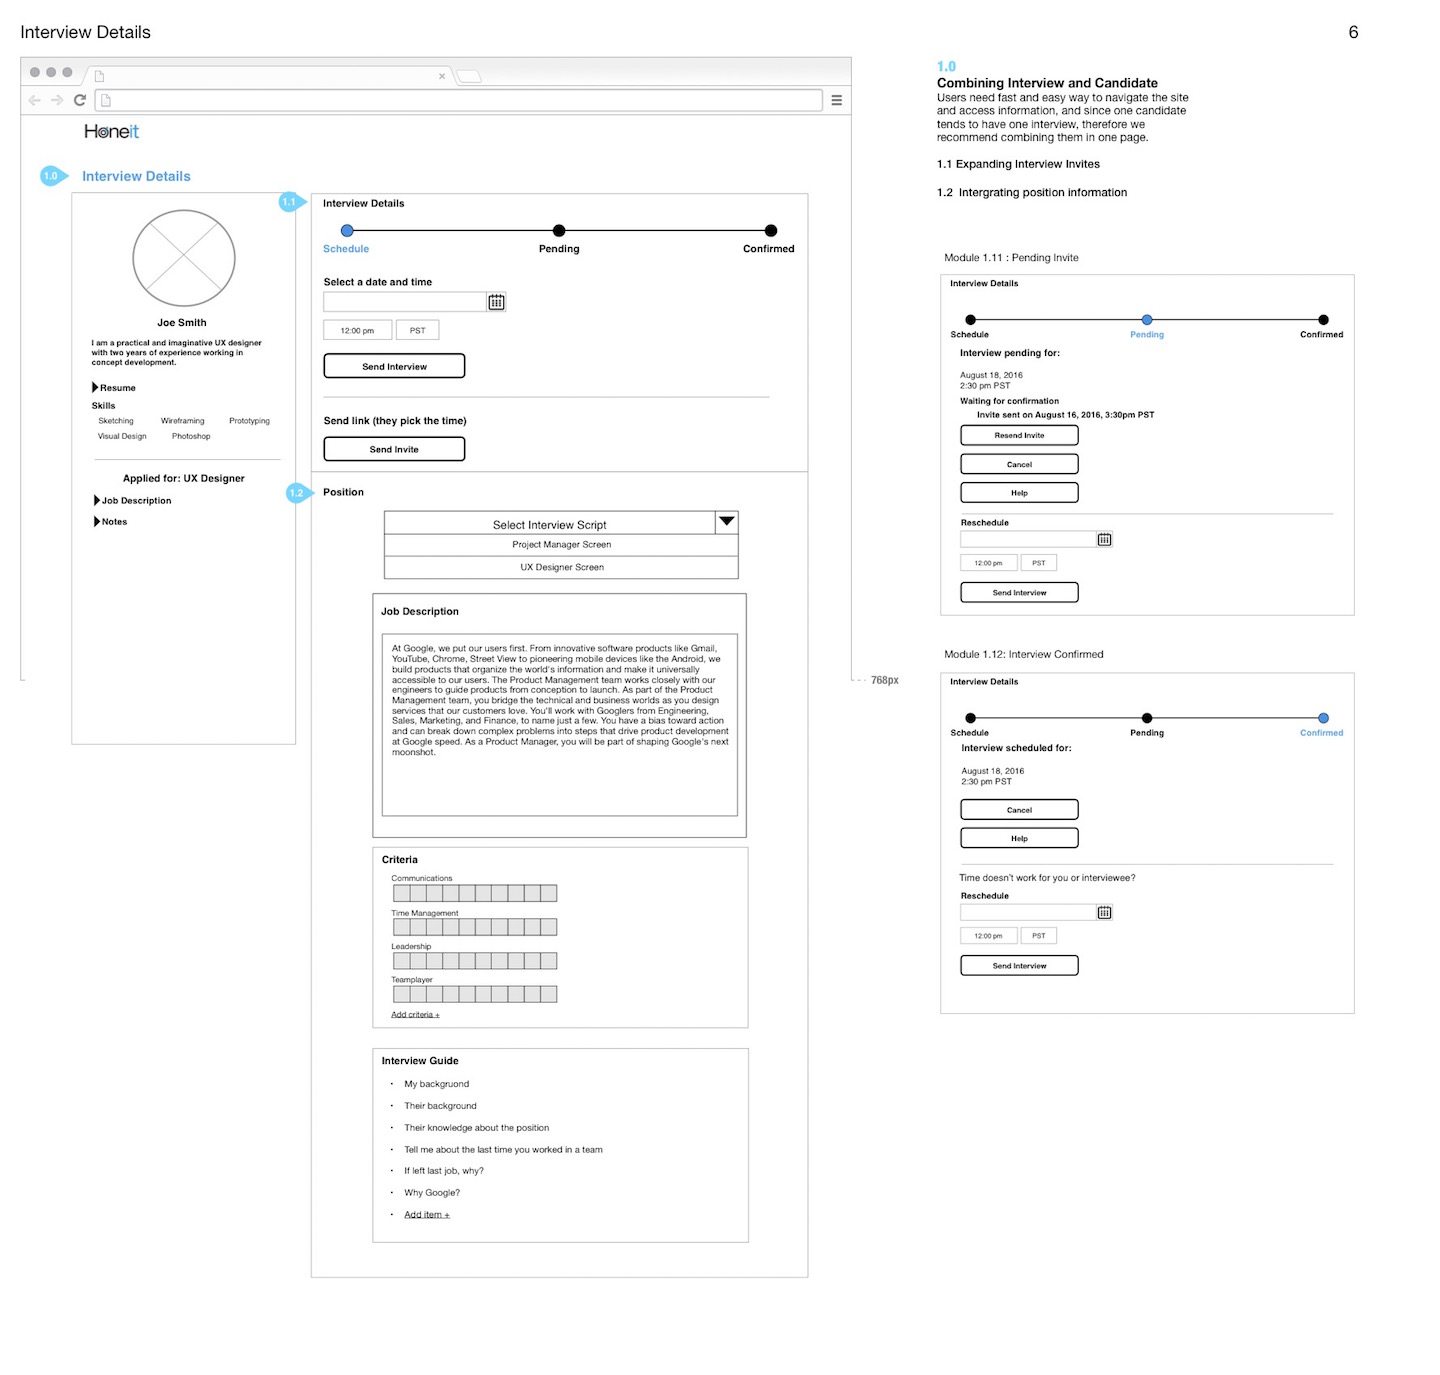 Interview Details
6
Honeit
1.0
Interview Details
Joe Smith
I am a practical and imaginative UX designer
with two years of experience working in
concept development.
Resume
Skills
Sketching Wireframing Prototyping
Visual Design Photoshop
Applied for: UX Designer
Job Description
Notes
1.1
Interview Details
Schedule Pending Confirmed
Select a date and time
12:00 pm PST
Send Interview
Send link (they pick the time)
Send Invite
1.2
Position
Select Interview Script
Project Manager Screen
UX Designer Screen
Job Description
At Google, we put our users first. From innovative software products like Gmail,
YouTube, Chrome, Street View to pioneering mobile devices like the Android, we
build products that organize the world's information and make it universally
accessible to our users. The Product Management team works closely with our
engineers to guide products from conception to launch. As part of the Product
Management team, you bridge the technical and business worlds as you design
services that our customers love. You'll work with Googlers from Engineering,
Sales, Marketing, and Finance, to name just a few. You have a bias toward action
and can break down complex problems into steps that drive product development
at Google speed. As a Product Manager, you will be part of shaping Google's next
moonshot.
Criteria
Communications
Time Management
Leadership
Teamplayer
Add criteria +
Interview Guide
• My backgruond
• Their background
• Their knowledge about the position
• Tell me about the last time you worked in a team
• If left last job, why?
• Why Google?
• Add item +
768px
1.0
Combining Interview and Candidate
Users need fast and easy way to navigate the site
and access information, and since one candidate
tends to have one interview, therefore we
recommend combining them in one page.
1.1 Expanding Interview Invites
1.2 Intergrating position information
Module 1.11 : Pending Invite
Interview Details
Schedule Pending Confirmed
Interview pending for:
August 18, 2016
2:30 pm PST
Waiting for confirmation
Invite sent on August 16, 2016, 3:30pm PST
Resend Invite
Cancel
Help
Reschedule
12:00 pm PST
Send Interview
Module 1.12: Interview Confirmed
Interview Details
Schedule Pending Confirmed
Interview scheduled for:
August 18, 2016
2:30 pm PST
Cancel
Help
Time doesn't work for you or interviewee?
Reschedule
12:00 pm PST
Send Interview